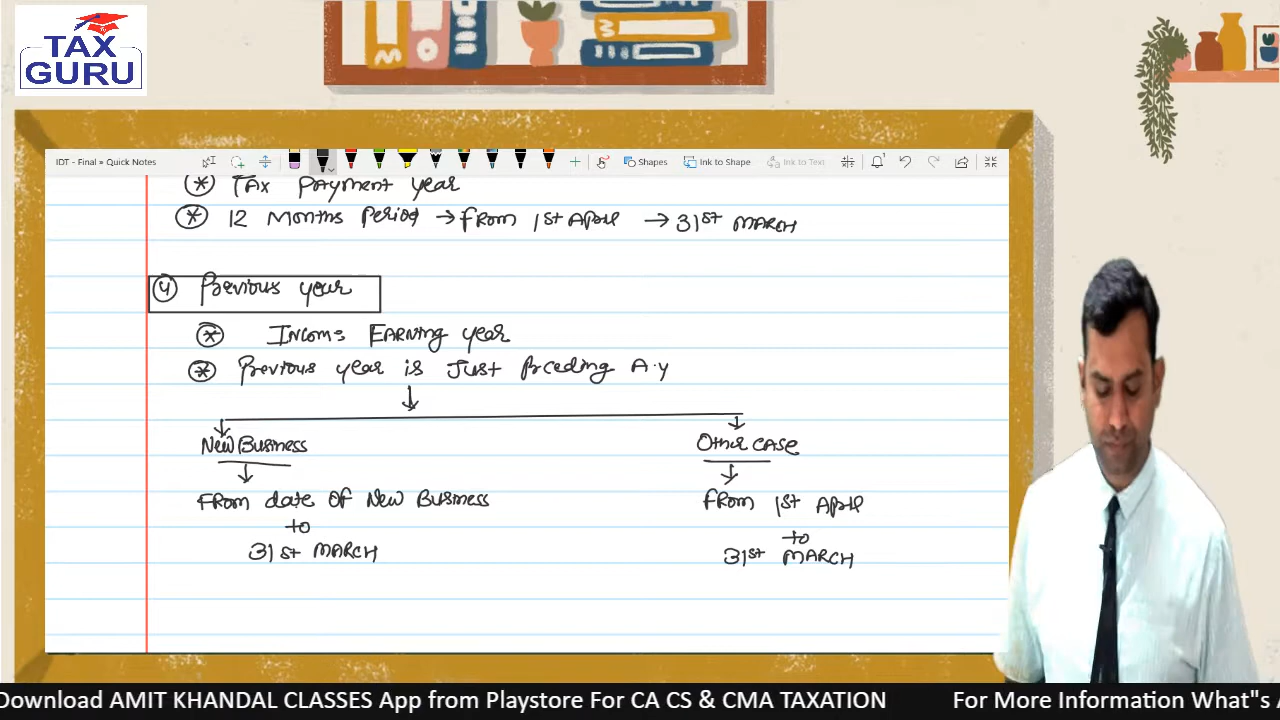 TAX
GURU
IDT - Final » Quick Notes
Shapes
Ink to Shape
Ink to Text
* Tax Payment year
* 12 Months Period → From 1st April → 31st MARCH
4 Previous year
* Income Earning year
* Previous year is Just Preceding A.y
New Business
Other Case
From date of New Business
From 1st April
to
to
31st MARCH
31st MARCH
Download AMIT KHANDAL CLASSES App from Playstore For CA CS & CMA TAXATION For More Information What"s A